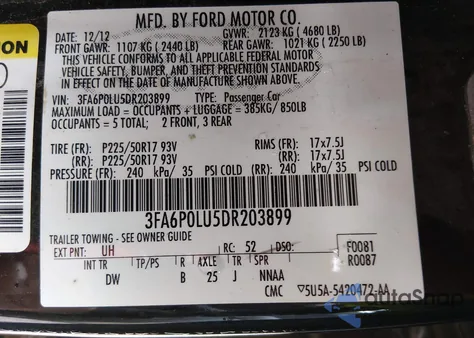 MFD. BY FORD MOTOR CO.
DATE: 12/12 GVWR: 2123 KG (4680 LB)
FRONT GAWR: 1107 KG (2440 LB) REAR GAWR: 1021 KG (2250 LB)
THIS VEHICLE CONFORMS TO ALL APPLICABLE FEDERAL MOTOR
VEHICLE SAFETY, BUMPER, AND THEFT PREVENTION STANDARDS
IN EFFECT ON THE DATE OF MANUFACTURE SHOWN ABOVE.
VIN: 3FA6P0LU5DR203899 TYPE: Passenger Car
MAXIMUM LOAD = OCCUPANTS + LUGGAGE = 385KG/ 850LB
OCCUPANTS = 5 TOTAL; 2 FRONT, 3 REAR
TIRE (FR): P225/50R17 93V RIMS (FR): 17x7.5J
(RR): P225/50R17 93V (RR): 17x7.5J
PRESSURE (FR): 240 kPa/ 35 PSI COLD (RR): 240 kPa/ 35 PSI COLD
3FA6P0LU5DR203899
TRAILER TOWING - SEE OWNER GUIDE
EXT PNT: UH RC: 52 DSO: F0081
INT TR TP/PS R AXLE TR SPR R0087
DW B 25 J NNAA
CMC ▽5U5A-5420472-AA
AutoShop